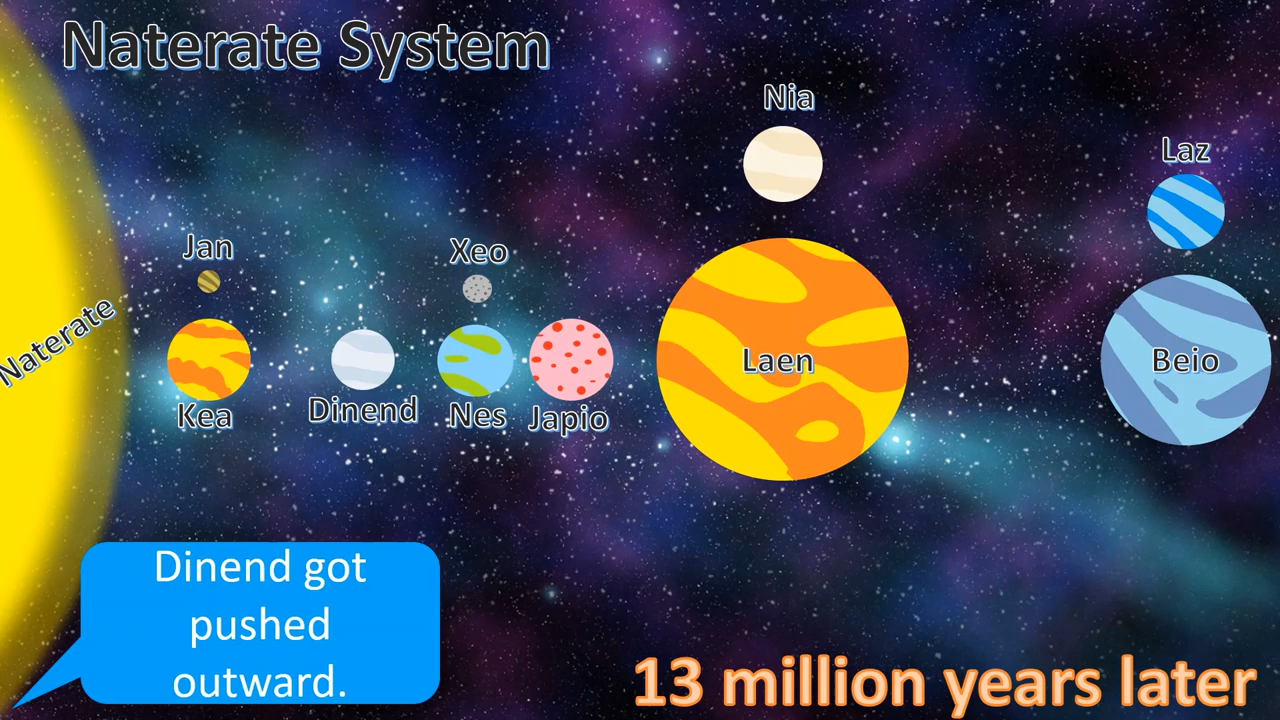 Naterate System
Nia
Laz
Jan
Xeo
Naterate
Laen
Beio
Kea
Dinend
Nes
Japio
Dinend got
pushed
outward.
13 million years later